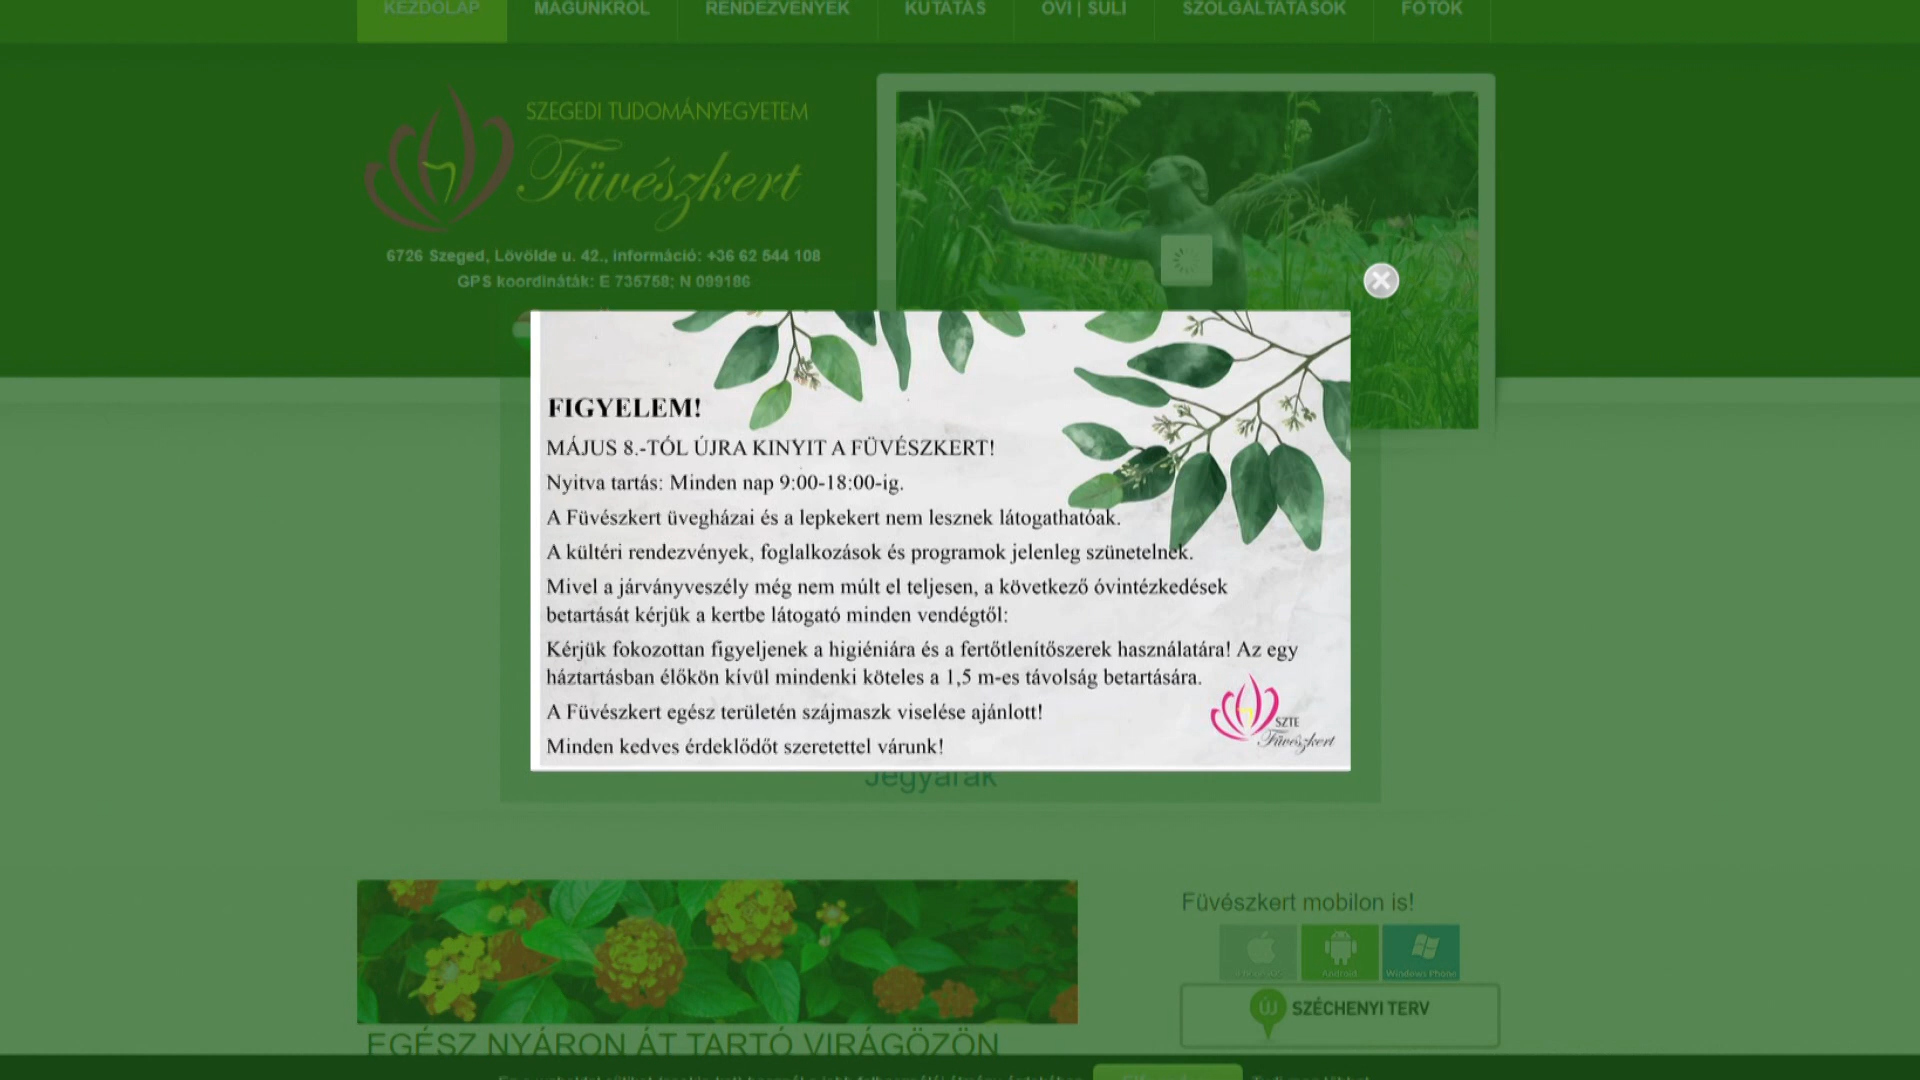 KEZDŐLAP MAGUNKRÓL RENDEZVÉNYEK KUTATÁS OVI | SULI SZOLGÁLTATÁSOK FOTÓK
SZEGEDI TUDOMÁNYEGYETEM
Füvészkert
6726 Szeged, Lövölde u. 42., információ: +36 62 544 108
GPS koordináták: E 735758; N 099186
FIGYELEM!
MÁJUS 8.-TÓL ÚJRA KINYIT A FÜVÉSZKERT!
Nyitva tartás: Minden nap 9:00-18:00-ig.
A Füvészkert üvegházai és a lepkekert nem lesznek látogathatóak.
A kültéri rendezvények, foglalkozások és programok jelenleg szünetelnek.
Mivel a járványveszély még nem múlt el teljesen, a következő óvintézkedések
betartását kérjük a kertbe látogató minden vendégtől:
Kérjük fokozottan figyeljenek a higiéniára és a fertőtlenítőszerek használatára! Az egy
háztartásban élőkön kívül mindenki köteles a 1,5 m-es távolság betartására.
A Füvészkert egész területén szájmaszk viselése ajánlott!
Minden kedves érdeklődőt szeretettel várunk!
SZTE
Füvészkert
Jegyárak
Füvészkert mobilon is!
Android Windows Phone
ÚJ SZÉCHENYI TERV
EGÉSZ NYÁRON ÁT TARTÓ VIRÁGÖZÖN